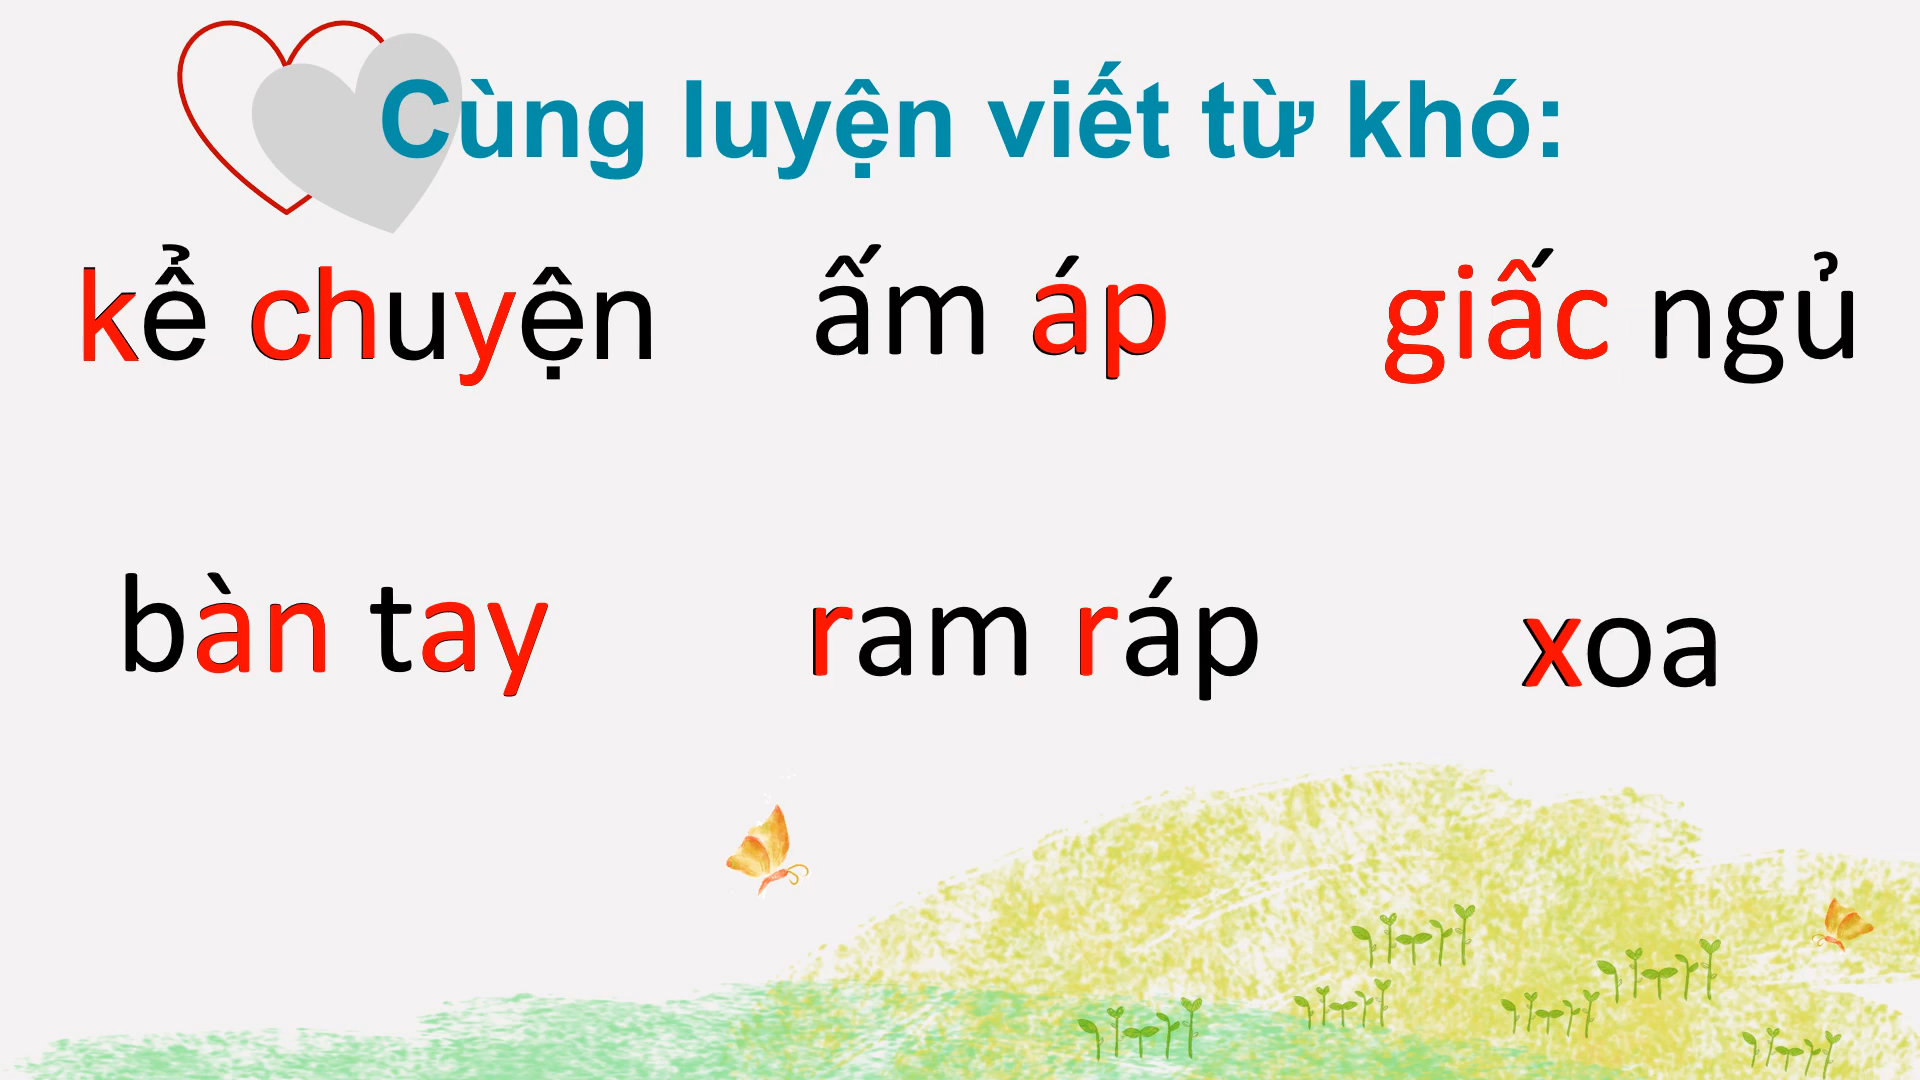 Cùng luyện viết từ khó:
kể chuyện ấm áp giấc ngủ
bàn tay ram ráp xoa